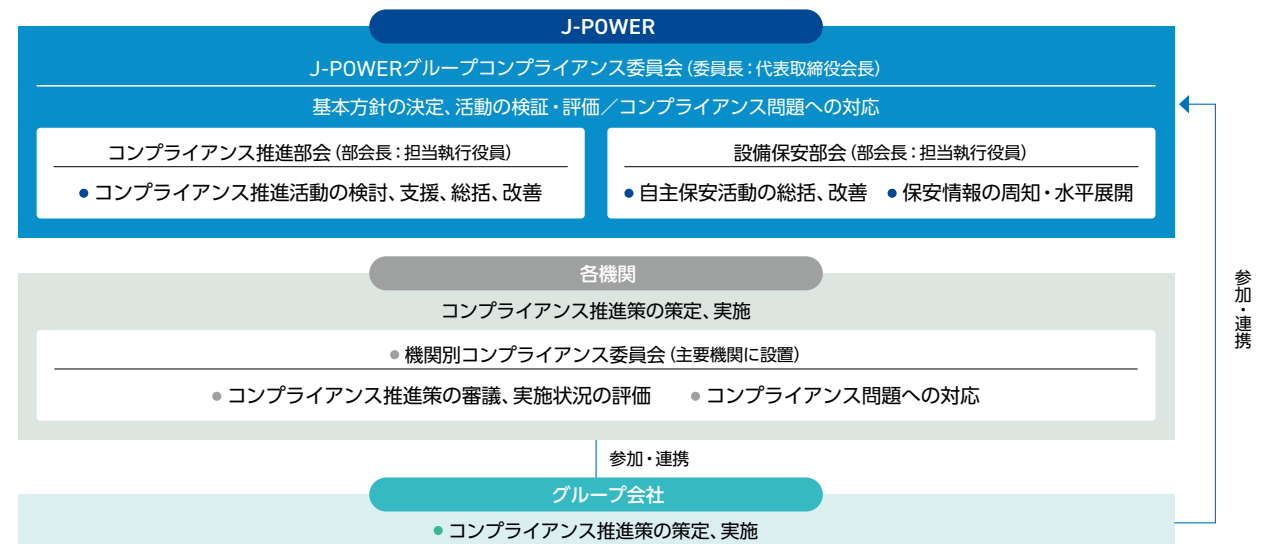 J-POWER
J-POWERグループコンプライアンス委員会(委員長:代表取締役会長)
基本方針の決定、活動の検証・評価/コンプライアンス問題への対応
コンプライアンス推進部会(部会長:担当執行役員)
● コンプライアンス推進活動の検討、支援、総括、改善
設備保安部会(部会長:担当執行役員)
● 自主保安活動の総括、改善 ● 保安情報の周知・水平展開
各機関
コンプライアンス推進策の策定、実施
● 機関別コンプライアンス委員会(主要機関に設置)
● コンプライアンス推進策の審議、実施状況の評価 ● コンプライアンス問題への対応
参加・連携
グループ会社
● コンプライアンス推進策の策定、実施
参加・連携